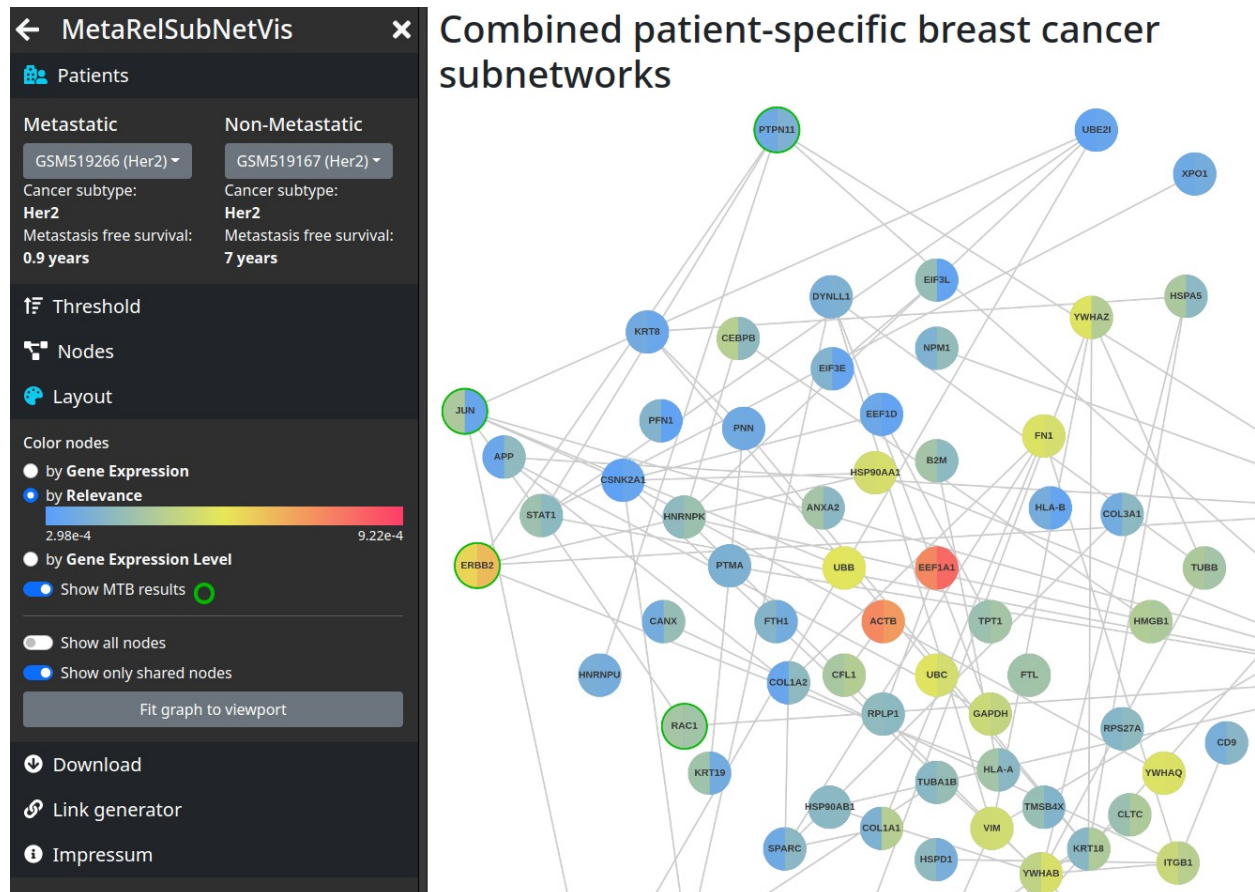 MetaRelSubNetVis
Patients
Metastatic
Non-Metastatic
GSM519266 (Her2)
GSM519167 (Her2)
Cancer subtype:
Cancer subtype:
Her2
Her2
Metastasis free survival:
Metastasis free survival:
0.9 years
7 years
Threshold
Nodes
Layout
Color nodes
by Gene Expression
by Relevance
2.98e-4
9.22e-4
by Gene Expression Level
Show MTB results
Show all nodes
Show only shared nodes
Fit graph to viewport
Download
Link generator
Impressum
Combined patient-specific breast cancer
subnetworks
PTPN11
UBE2I
XPO1
EIF3L
DYNLL1
HSPA5
YWHAZ
KRT8
CEBPB
NPM1
EIF3E
JUN
PFN1
PNN
EEF1D
FN1
APP
CSNK2A1
HSP90AA1
B2M
STAT1
HNRNPK
ANXA2
HLA-B
COL3A1
ERBB2
PTMA
UBB
EEF1A1
TUBB
CANX
FTH1
ACTB
TPT1
HMGB1
HNRNPU
COL1A2
CFL1
UBC
FTL
RAC1
RPLP1
GAPDH
RPS27A
CD9
KRT19
TUBA1B
HLA-A
YWHAQ
HSP90AB1
TMSB4X
CLTC
COL1A1
VIM
SPARC
HSPD1
KRT18
YWHAB
ITGB1